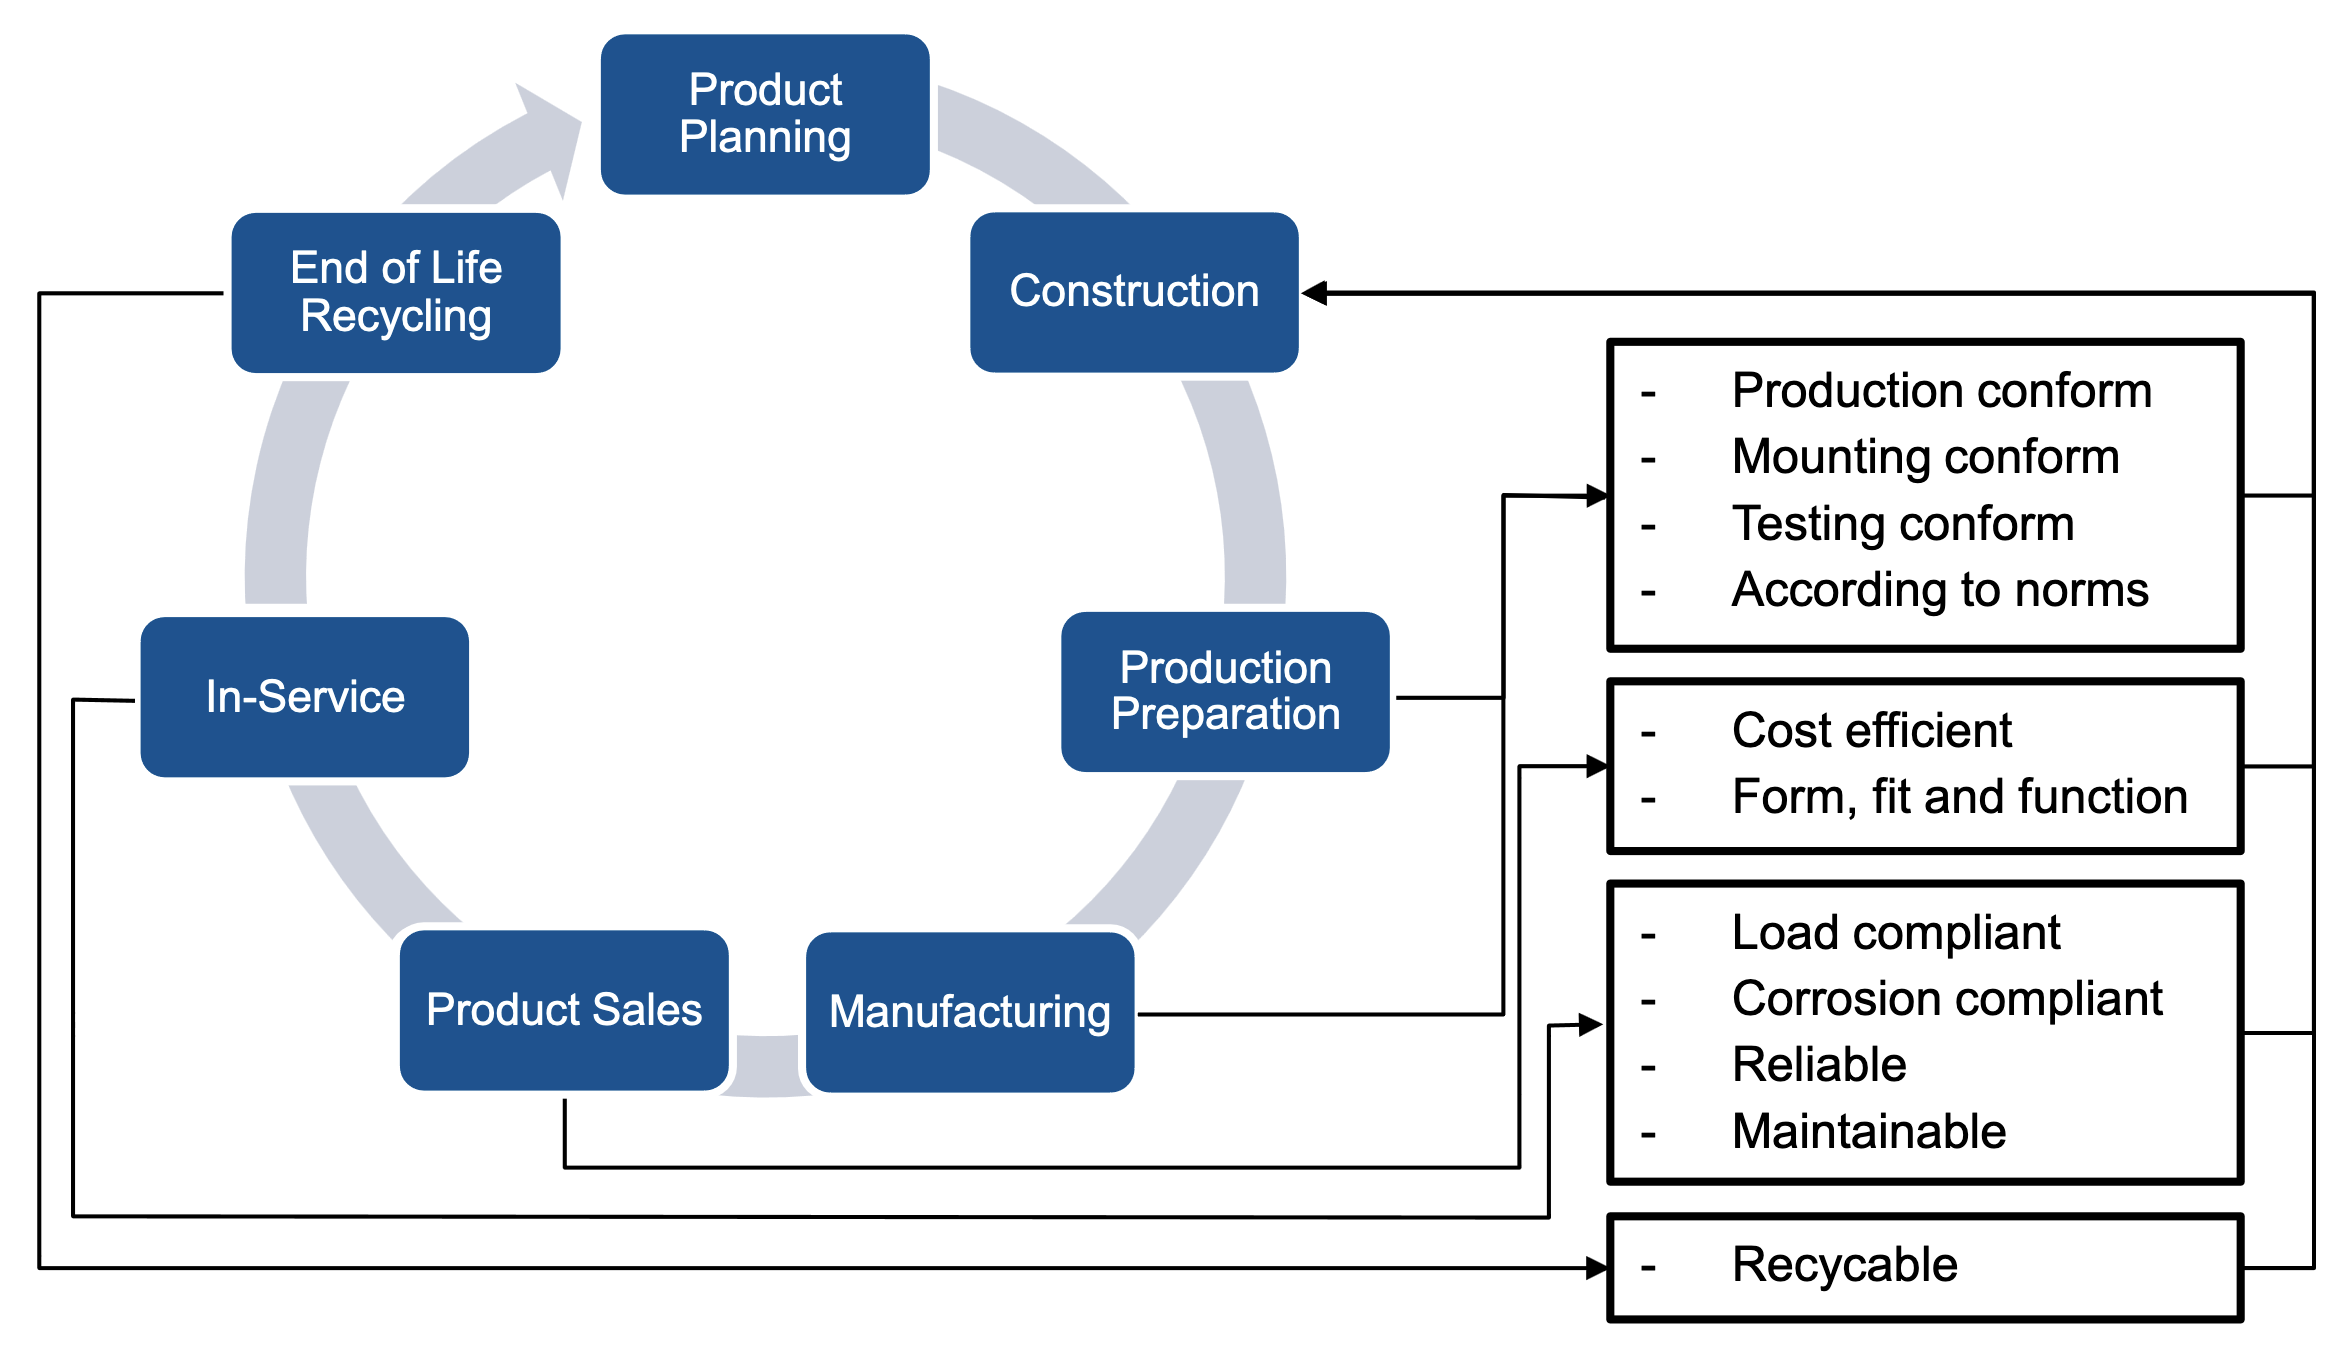 Product
Planning
Construction
Production
Preparation
Manufacturing
Product Sales
In-Service
End of Life
Recycling
- Production conform
- Mounting conform
- Testing conform
- According to norms
- Cost efficient
- Form, fit and function
- Load compliant
- Corrosion compliant
- Reliable
- Maintainable
- Recycable